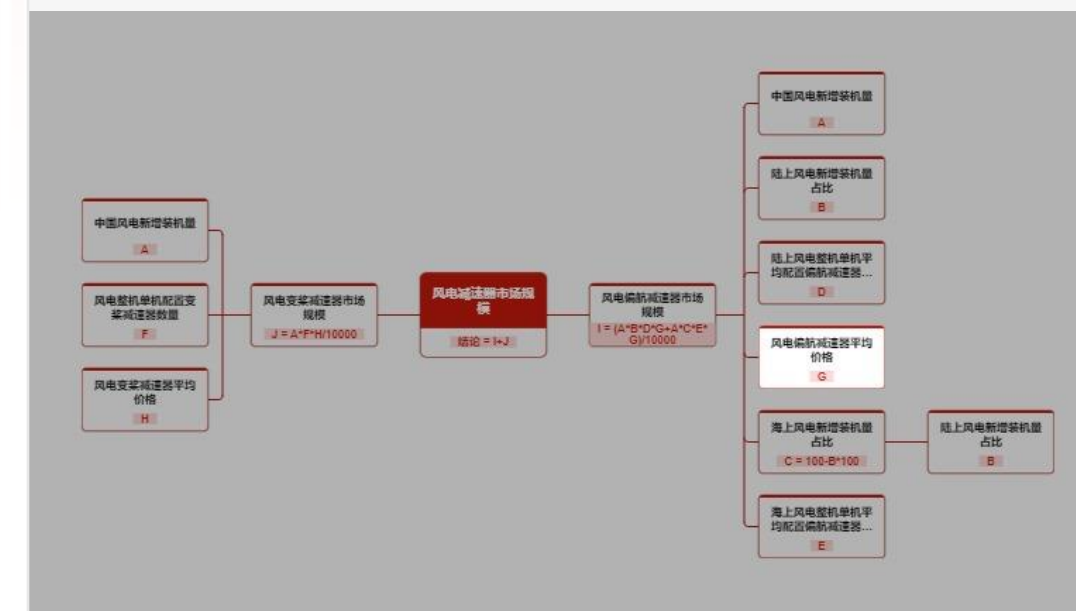 中国风电新增装机量
A
风电整机单机配置变
桨减速器数量
F
风电变桨减速器平均
价格
H
风电变桨减速器市场
规模
J = A*F*H/10000
风电减速器市场规
模
结论 = I+J
风电偏航减速器市场
规模
I = (A*B*D*G+A*C*E*
G)/10000
中国风电新增装机量
A
陆上风电新增装机量
占比
B
陆上风电整机单机平
均配置偏航减速器...
D
风电偏航减速器平均
价格
G
海上风电新增装机量
占比
C = 100-B*100
陆上风电新增装机量
占比
B
海上风电整机单机平
均配置偏航减速器...
E